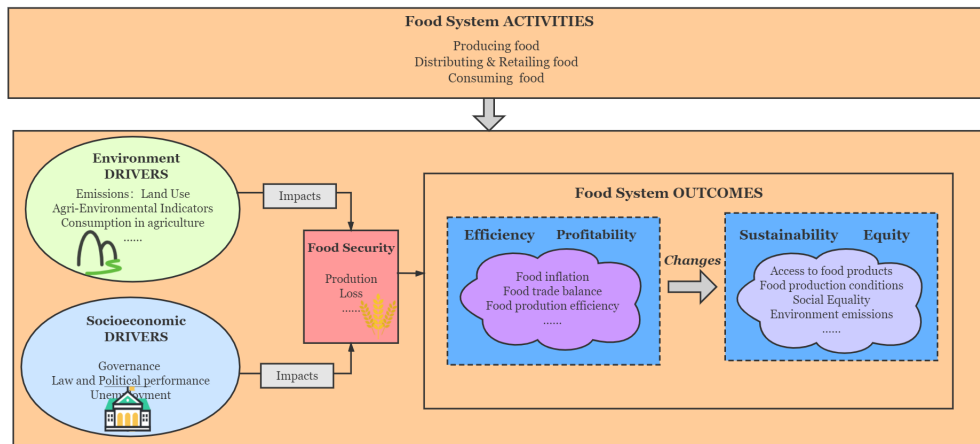 Food System ACTIVITIES
Producing food
Distributing & Retailing food
Consuming food
Environment
DRIVERS
Emissions: Land Use
Agri-Environmental Indicators
Consumption in agriculture
......
Impacts
Food Security
Prodution
Loss
......
Socioeconomic
DRIVERS
Governance
Law and Political performance
Unemployment
Impacts
Food System OUTCOMES
Efficiency Profitability
Food inflation
Food trade balance
Food prodution efficiency
......
Changes
Sustainability Equity
Access to food products
Food production conditions
Social Equality
Environment emissions
......